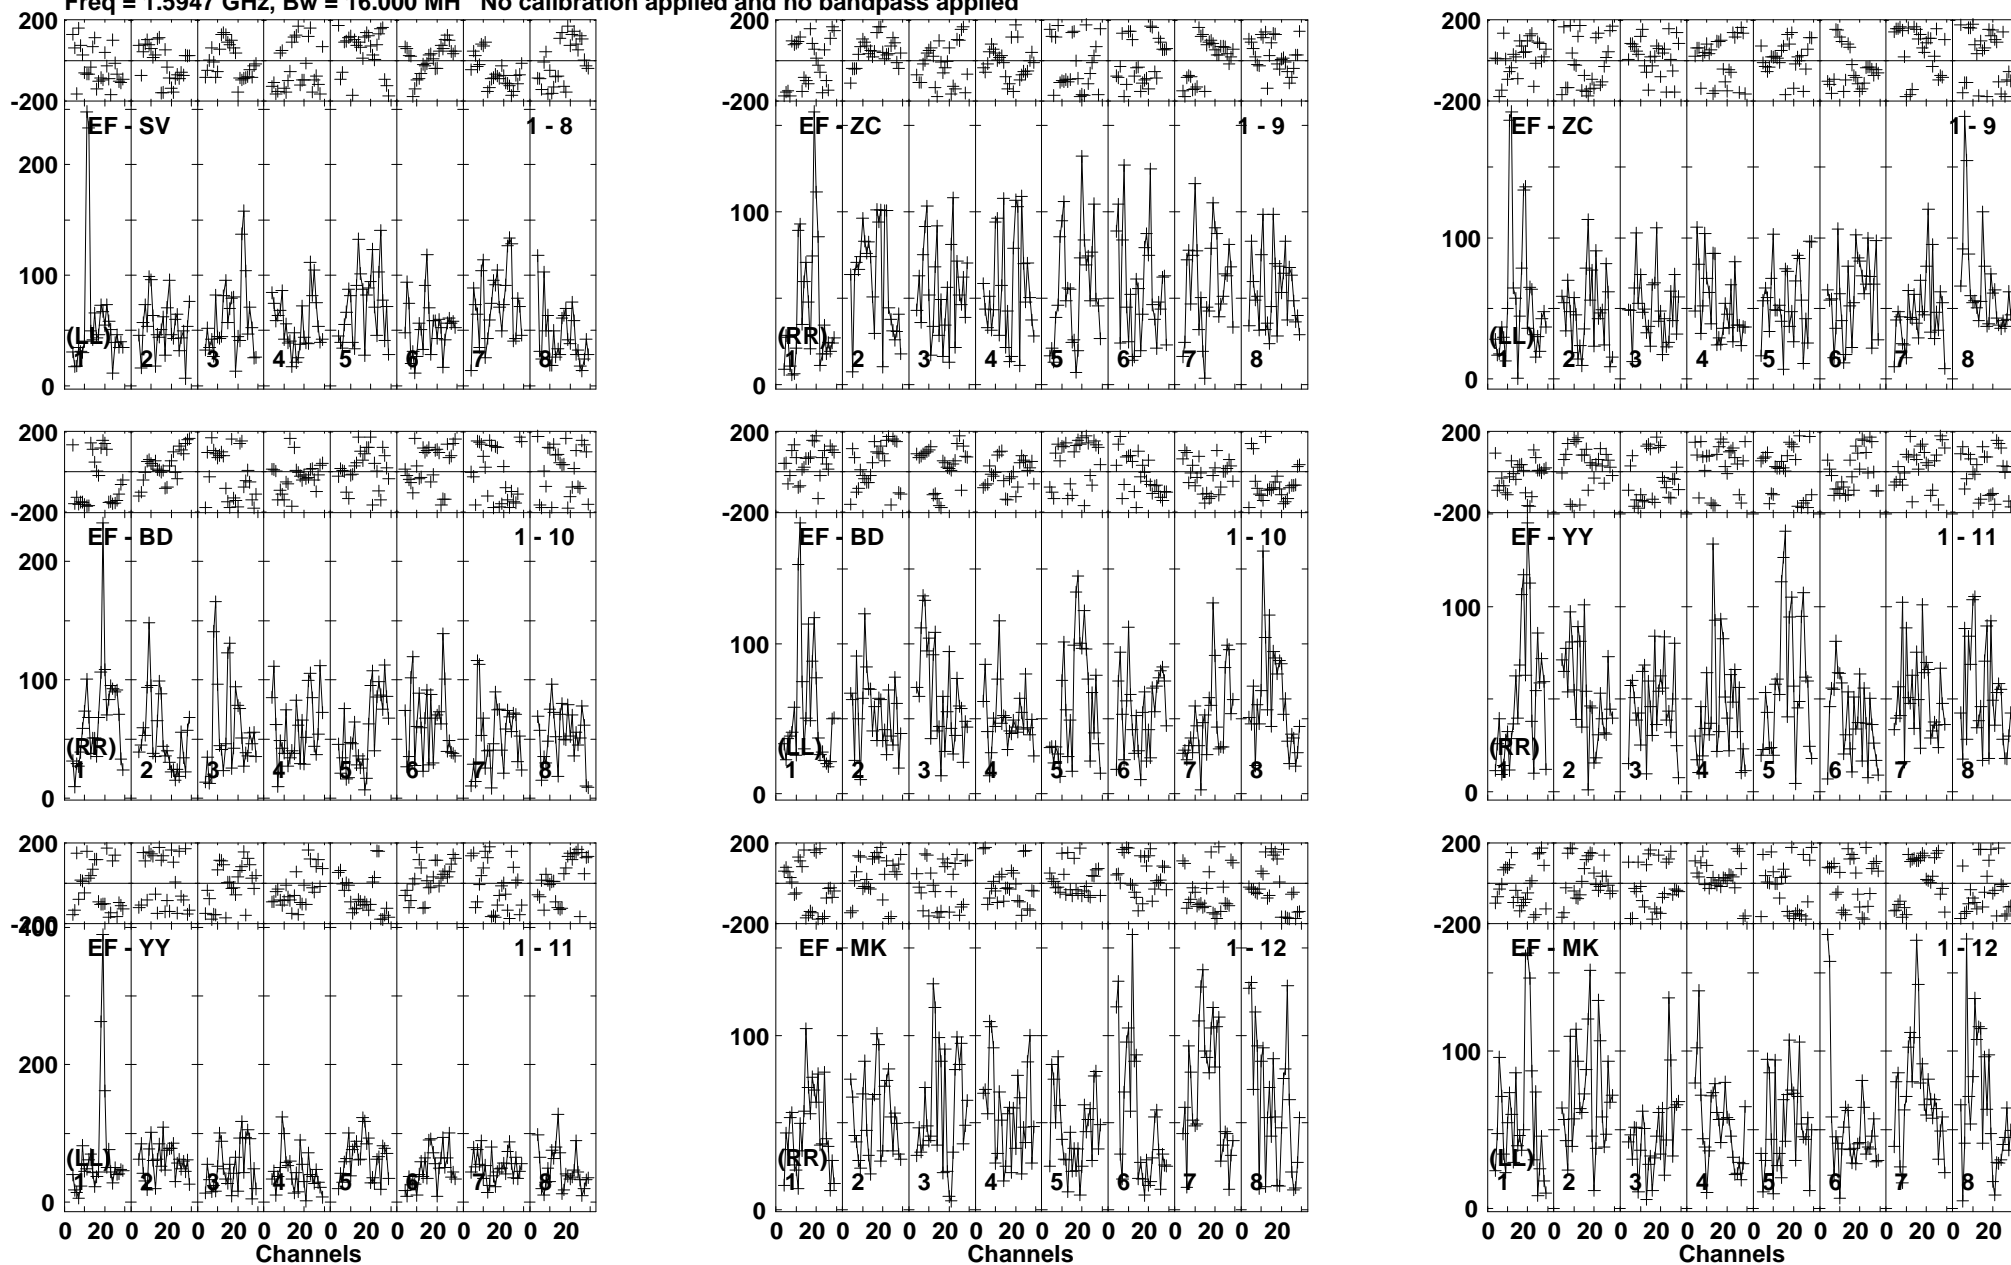 Freq = 1.5947 GHz, Bw = 16.000 MH No calibration applied and no bandpass applied
200 200 200
-200 -200 -200
EF - SV 1 - 8 EF - ZC 1 - 9 EF - ZC 1 - 9
200
100 100 100
(LL) (RR) (LL)
1 2 3 4 5 6 7 8 1 2 3 4 5 6 7 8 1 2 3 4 5 6 7 8
0 0 0
200 200 200
-200 -200 -200
EF - BD 1 - 10 EF - BD 1 - 10 EF - YY 1 - 11
200
100 100 100
(RR) (LL) (RR)
1 2 3 4 5 6 7 8 1 2 3 4 5 6 7 8 1 2 3 4 5 6 7 8
0 0 0
200 200 200
-200 -200 -200
400
EF - YY 1 - 11 EF - MK 1 - 12 EF - MK 1 - 12
200 100 100
(LL) (RR) (LL)
1 2 3 4 5 6 7 8 1 2 3 4 5 6 7 8 1 2 3 4 5 6 7 8
0 0 0
0 20 0 20 0 20 0 20 0 20 0 20 0 20 0 20 0 20 0 20 0 20 0 20 0 20 0 20 0 20 0 20 0 20 0 20 0 20 0 20 0 20 0 20 0 20 0 20
Channels Channels Channels